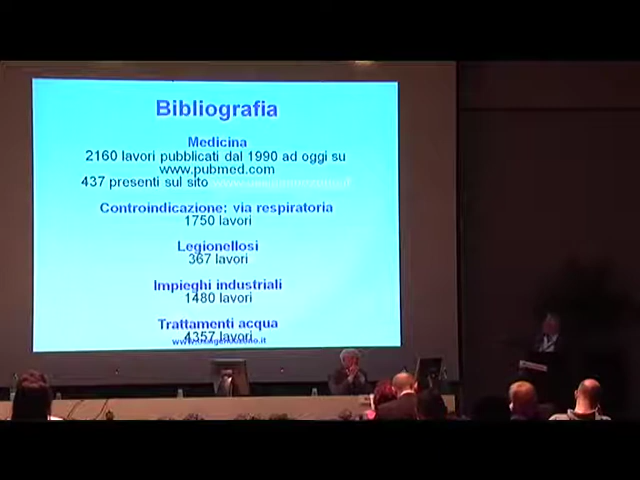 Bibliografia
Medicina
2160 lavori pubblicati dal 1990 ad oggi su
www.pubmed.com
437 presenti sul sito
Controindicazione: via respiratoria
1750 lavori
Legionellosi
367 lavori
Impieghi industriali
1480 lavori
Trattamenti acqua
4357 lavori